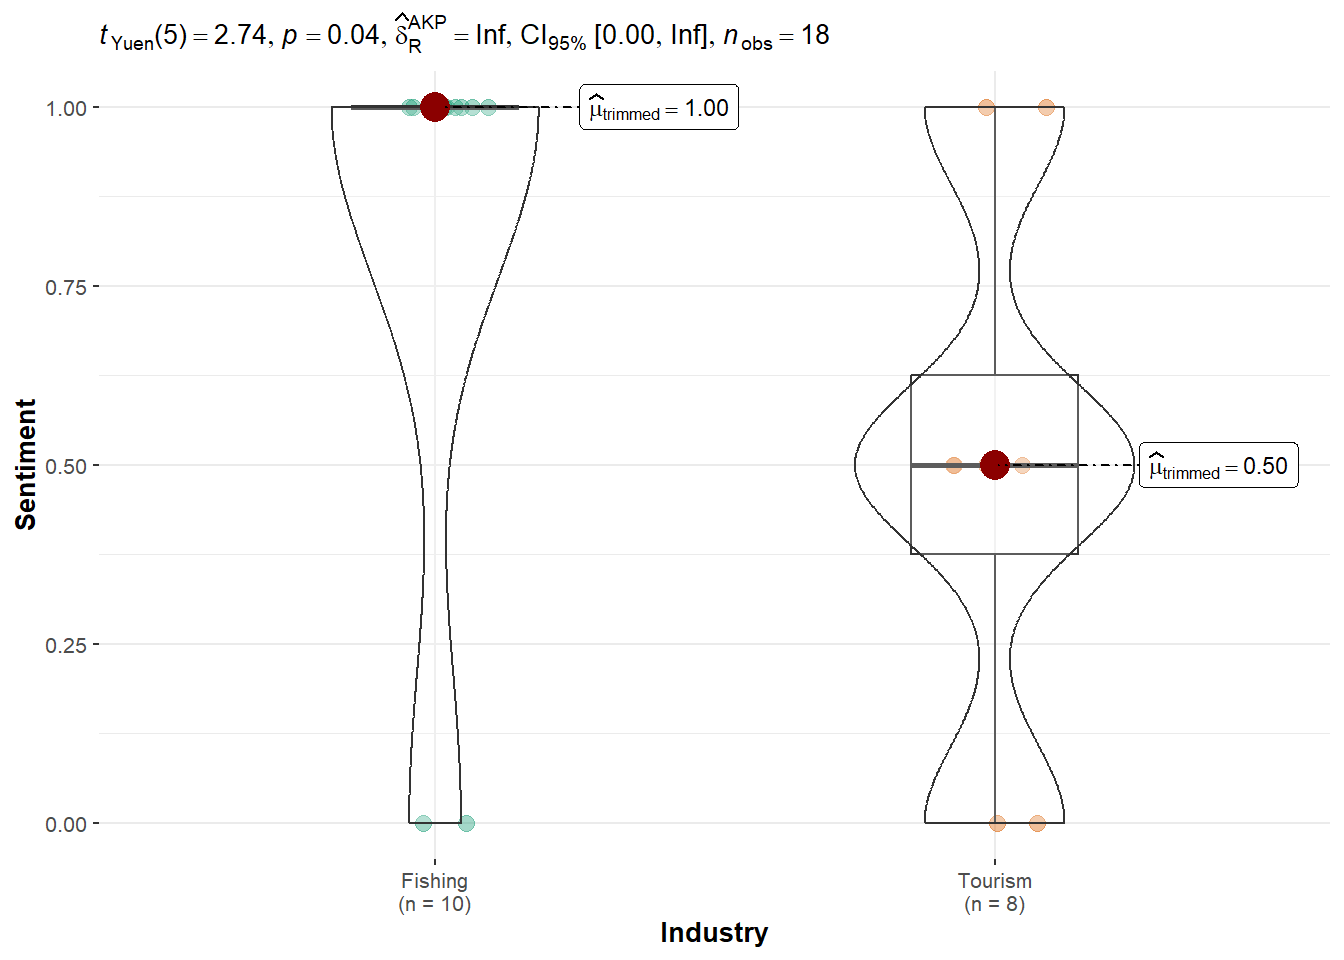 t Yuen(5) = 2.74, p = 0.04, δ̂ R AKP = Inf, CI95% [0.00, Inf], n obs = 18
1.00
μ̂ trimmed = 1.00
0.75
0.50
μ̂ trimmed = 0.50
0.25
0.00
Sentiment
Fishing
(n = 10)
Tourism
(n = 8)
Industry